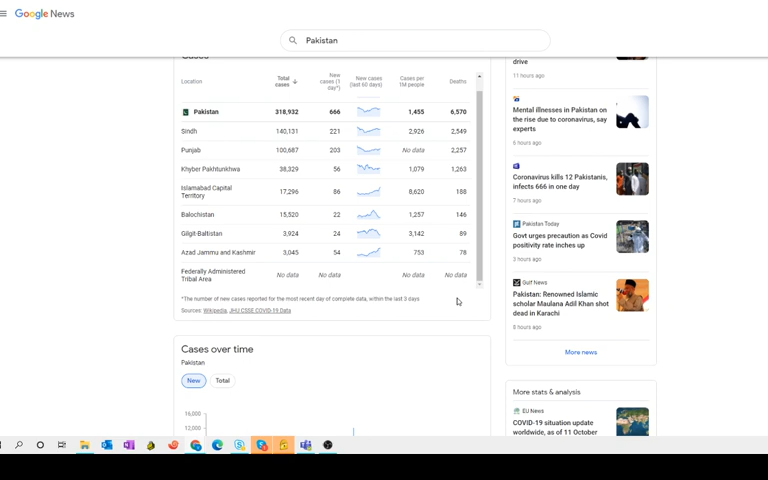 Google News
Pakistan
Location
Total cases
New cases (1 day*)
New cases (last 60 days)
Cases per 1M people
Deaths
Pakistan 318,932 666 1,455 6,570
Sindh 140,131 221 2,926 2,549
Punjab 100,687 203 No data 2,257
Khyber Pakhtunkhwa 38,329 56 1,079 1,263
Islamabad Capital
Territory 17,296 86 8,620 188
Balochistan 15,520 22 1,257 146
Gilgit-Baltistan 3,924 24 3,142 89
Azad Jammu and Kashmir 3,045 54 753 78
Federally Administered
Tribal Area No data No data No data No data
*The number of new cases reported for the most recent day of complete data, within the last 3 days
Sources: Wikipedia, JHU CSSE COVID-19 Data
Cases over time
Pakistan
New Total
16,000
12,000
drive
11 hours ago
Mental illnesses in Pakistan on
the rise due to coronavirus, say
experts
6 hours ago
Coronavirus kills 12 Pakistanis,
infects 666 in one day
7 hours ago
Pakistan Today
Govt urges precaution as Covid
positivity rate inches up
3 hours ago
Gulf News
Pakistan: Renowned Islamic
scholar Maulana Adil Khan shot
dead in Karachi
8 hours ago
More news
More stats & analysis
EU News
COVID-19 situation update
worldwide, as of 11 October